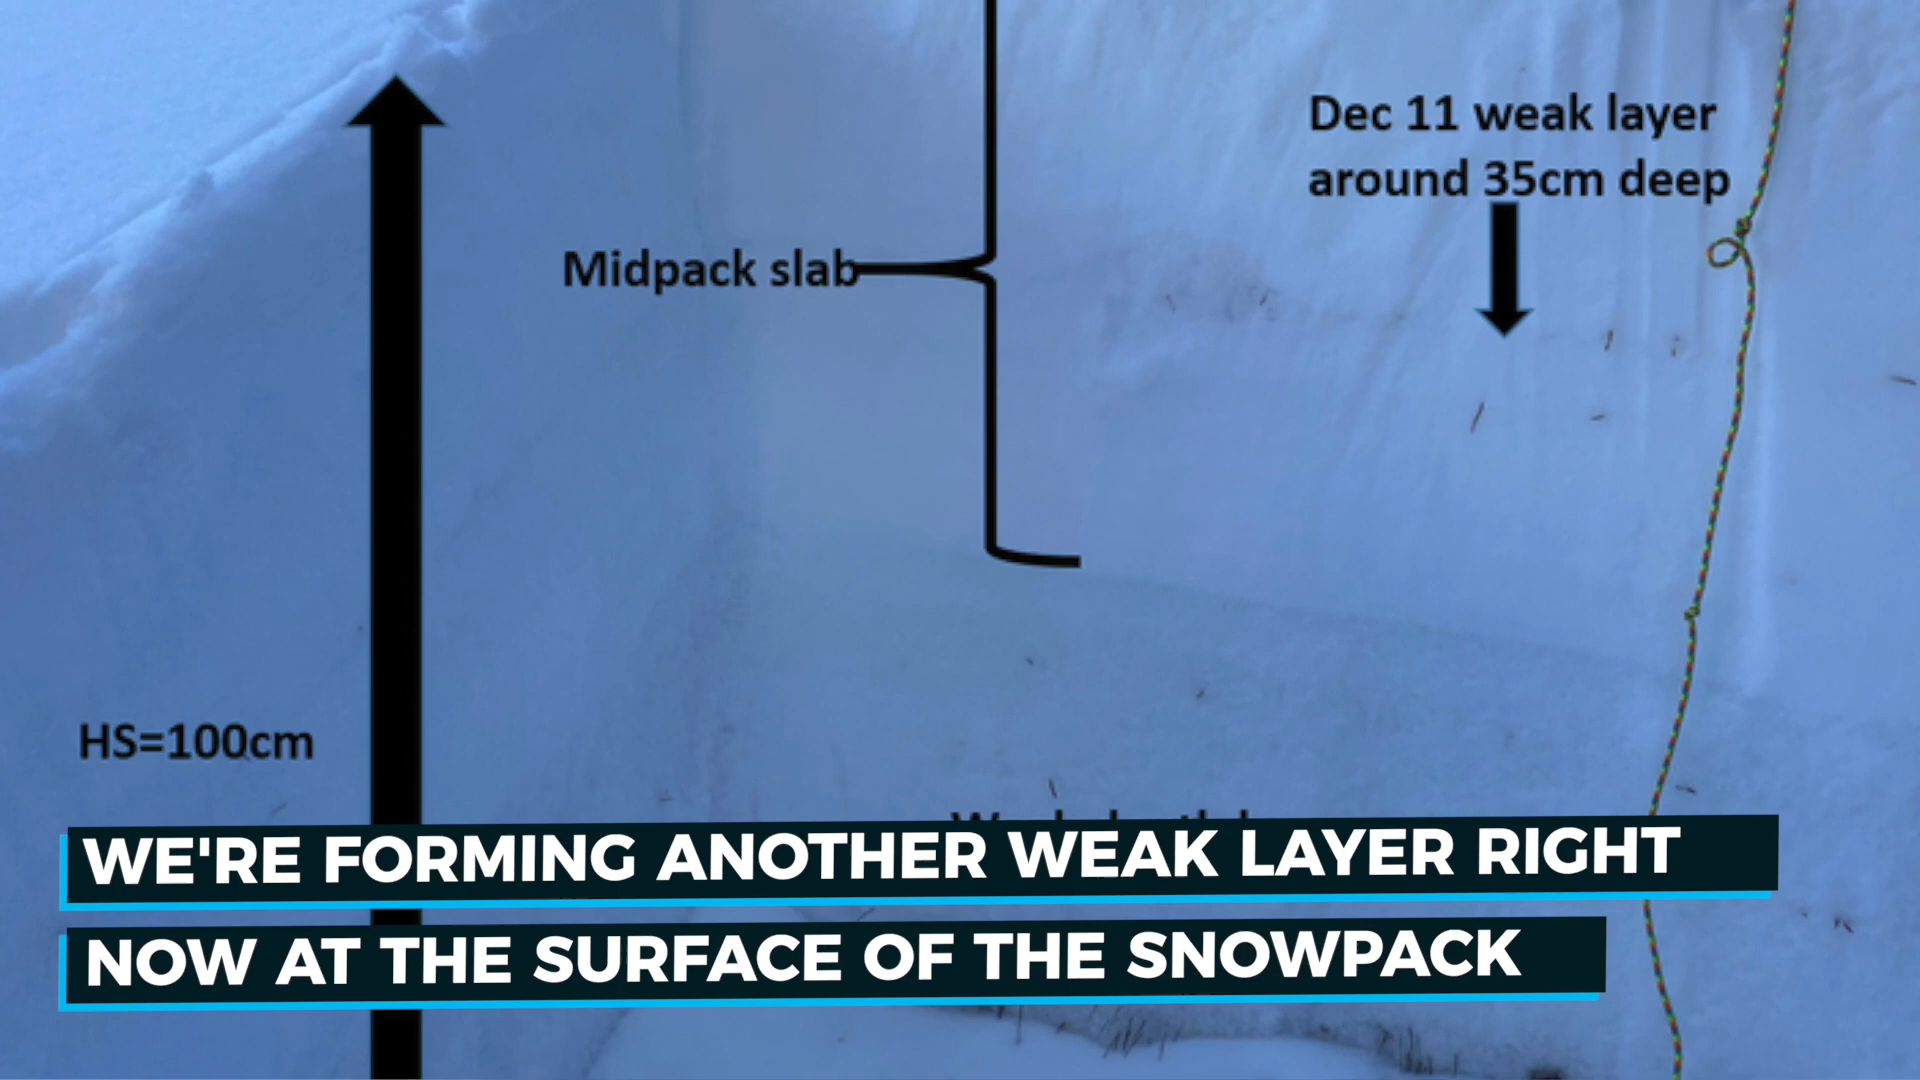 Dec 11 weak layer
around 35cm deep
Midpack slab
HS=100cm
WE'RE FORMING ANOTHER WEAK LAYER RIGHT
NOW AT THE SURFACE OF THE SNOWPACK